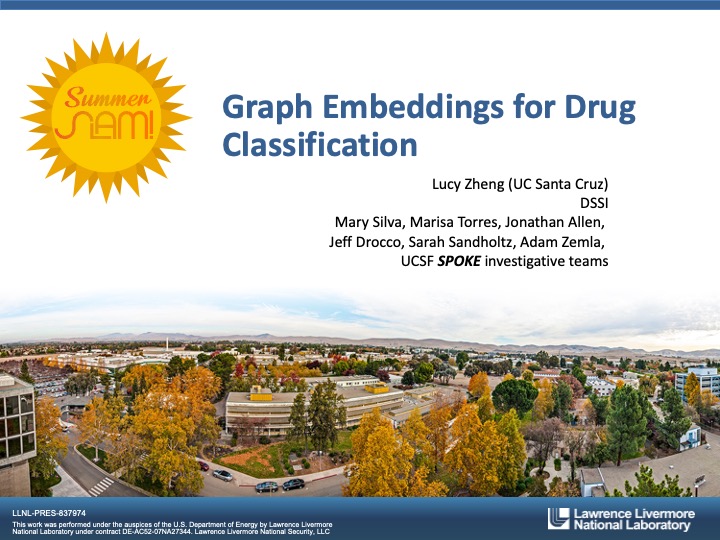 Summer
SLAM!
Graph Embeddings for Drug
Classification
Lucy Zheng (UC Santa Cruz)
DSSI
Mary Silva, Marisa Torres, Jonathan Allen,
Jeff Drocco, Sarah Sandholtz, Adam Zemla,
UCSF SPOKE investigative teams
LLNL-PRES-837974
This work was performed under the auspices of the U.S. Department of Energy by Lawrence Livermore
National Laboratory under contract DE-AC52-07NA27344. Lawrence Livermore National Security, LLC
Lawrence Livermore
National Laboratory